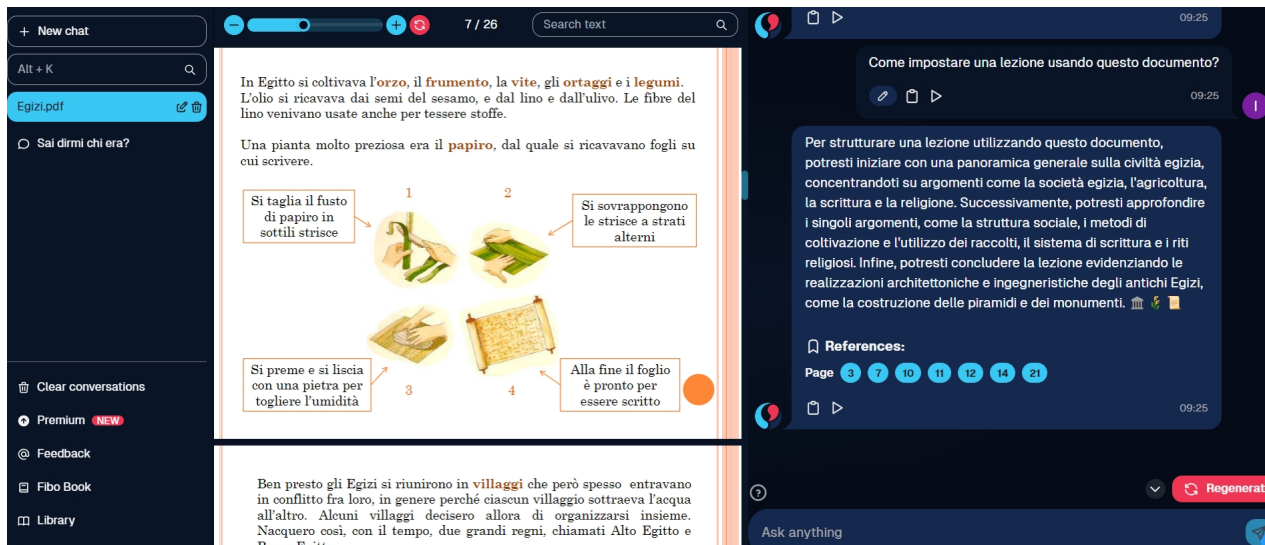 + New chat
Alt + K
Egizi.pdf
Sai dirmi chi era?
Clear conversations
Premium NEW
@ Feedback
Fibo Book
Library
7 / 26
Search text
In Egitto si coltivava l'orzo, il frumento, la vite, gli ortaggi e i legumi.
L'olio si ricavava dai semi del sesamo, e dal lino e dall'ulivo. Le fibre del
lino venivano usate anche per tessere stoffe.
Una pianta molto preziosa era il papiro, dal quale si ricavavano fogli su
cui scrivere.
1
Si taglia il fusto
di papiro in
sottili strisce
2
Si sovrappongono
le strisce a strati
alterni
Si preme e si liscia
con una pietra per
togliere l'umidità
3
4
Alla fine il foglio
è pronto per
essere scritto
Ben presto gli Egizi si riunirono in villaggi che però spesso entravano
in conflitto fra loro, in genere perché ciascun villaggio sottraeva l'acqua
all'altro. Alcuni villaggi decisero allora di organizzarsi insieme.
Nacquero così, con il tempo, due grandi regni, chiamati Alto Egitto e
09:25
Come impostare una lezione usando questo documento?
09:25
I
Per strutturare una lezione utilizzando questo documento,
potresti iniziare con una panoramica generale sulla civiltà egizia,
concentrandoti su argomenti come la società egizia, l'agricoltura,
la scrittura e la religione. Successivamente, potresti approfondire
i singoli argomenti, come la struttura sociale, i metodi di
coltivazione e l'utilizzo dei raccolti, il sistema di scrittura e i riti
religiosi. Infine, potresti concludere la lezione evidenziando le
realizzazioni architettoniche e ingegneristiche degli antichi Egizi,
come la costruzione delle piramidi e dei monumenti. 🏛️ 🌾 📜
References:
Page 3 7 10 11 12 14 21
09:25
Regenerat
Ask anything